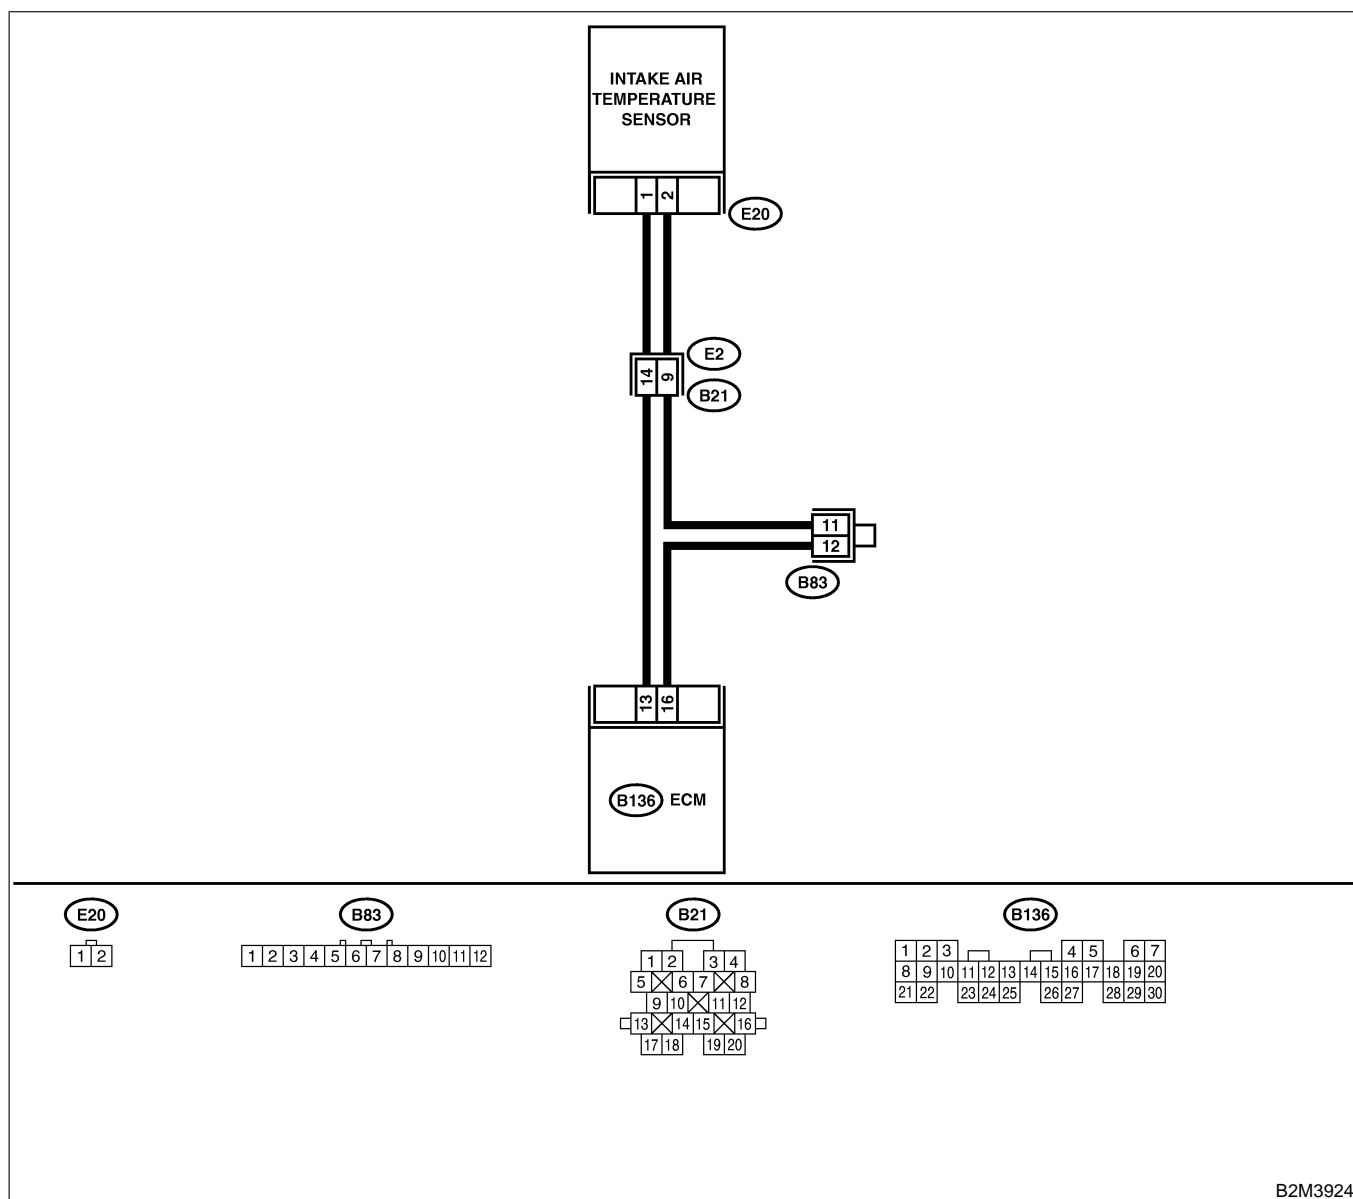 INTAKE AIR
TEMPERATURE
SENSOR
1 2
E20
E2
14 9
B21
11
12
B83
13 16
B136 ECM
E20 B83 B21 B136
1 2
1 2 3 4 5 6 7 8 9 10 11 12
1 2 3 4
5 6 7 8
9 10 11 12
13 14 15 16
17 18 19 20
1 2 3 4 5 6 7
8 9 10 11 12 13 14 15 16 17 18 19 20
21 22 23 24 25 26 27 28 29 30
B2M3924